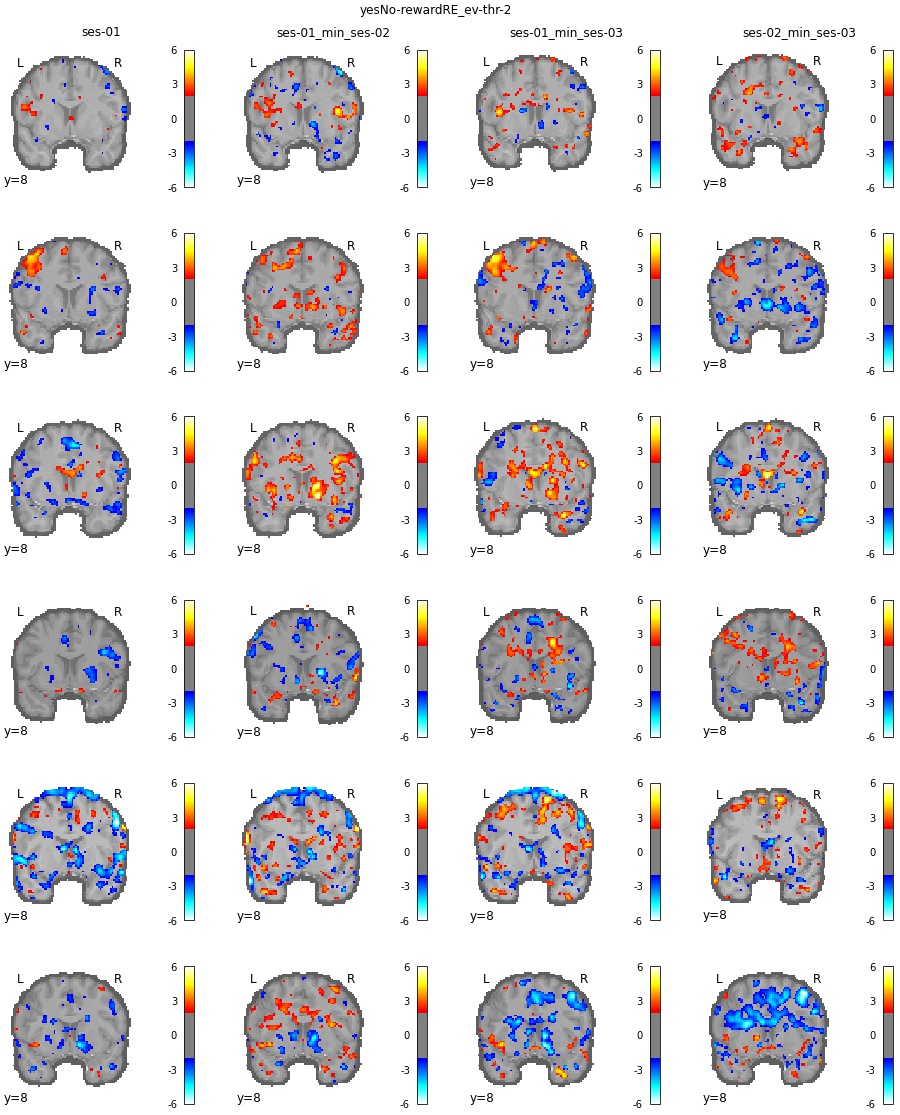 yesNo-rewardRE_ev-thr-2
ses-01 ses-01_min_ses-02 ses-01_min_ses-03 ses-02_min_ses-03
L R 6 3 0 -3 -6 y=8 L R 6 3 0 -3 -6 y=8 L R 6 3 0 -3 -6 y=8 L R 6 3 0 -3 -6 y=8
L R 6 3 0 -3 -6 y=8 L R 6 3 0 -3 -6 y=8 L R 6 3 0 -3 -6 y=8 L R 6 3 0 -3 -6 y=8
L R 6 3 0 -3 -6 y=8 L R 6 3 0 -3 -6 y=8 L R 6 3 0 -3 -6 y=8 L R 6 3 0 -3 -6 y=8
L R 6 3 0 -3 -6 y=8 L R 6 3 0 -3 -6 y=8 L R 6 3 0 -3 -6 y=8 L R 6 3 0 -3 -6 y=8
L R 6 3 0 -3 -6 y=8 L R 6 3 0 -3 -6 y=8 L R 6 3 0 -3 -6 y=8 L R 6 3 0 -3 -6 y=8
L R 6 3 0 -3 -6 y=8 L R 6 3 0 -3 -6 y=8 L R 6 3 0 -3 -6 y=8 L R 6 3 0 -3 -6 y=8